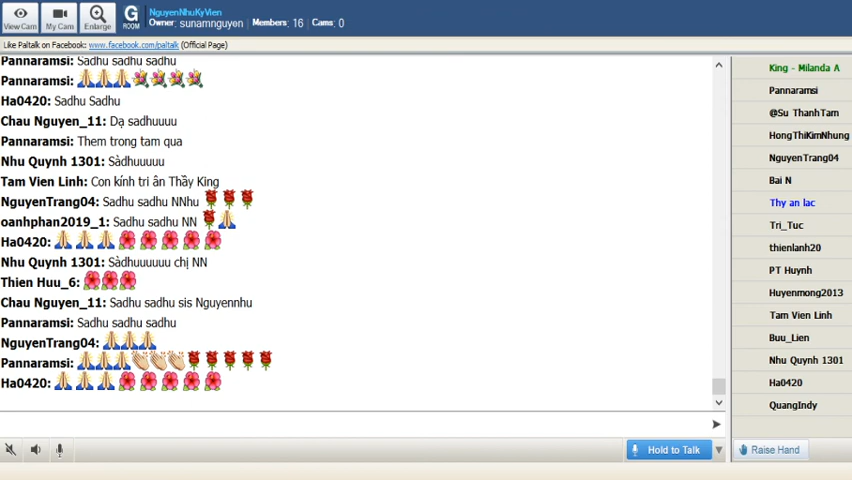 View Cam
My Cam
Enlarge
G
ROOM
NguyenNhuKyVien
Owner: sunamnguyen | Members: 16 | Cams: 0
Like Paltalk on Facebook: www.facebook.com/paltalk (Official Page)
Pannaramsi: Sadhu sadhu sadhu
Pannaramsi:
Ha0420: Sadhu Sadhu
Chau Nguyen_11: Dạ sadhuuuu
Pannaramsi: Them trong tam qua
Nhu Quynh 1301: Sàdhuuuuu
Tam Vien Linh: Con kính tri ân Thầy King
NguyenTrang04: Sadhu sadhu NNhu
oanhphan2019_1: Sadhu sadhu NN
Ha0420:
Nhu Quynh 1301: Sàdhuuuuuu chị NN
Thien Huu_6:
Chau Nguyen_11: Sadhu sadhu sis Nguyennhu
Pannaramsi: Sadhu sadhu sadhu
NguyenTrang04:
Pannaramsi:
Ha0420:
Hold to Talk
King - Milanda A
Pannaramsi
@Su ThanhTam
HongThiKimNhung
NguyenTrang04
Bai N
Thy an lac
Tri_Tuc
thienlanh20
PT Huynh
Huyenmong2013
Tam Vien Linh
Buu_Lien
Nhu Quynh 1301
Ha0420
QuangIndy
Raise Hand